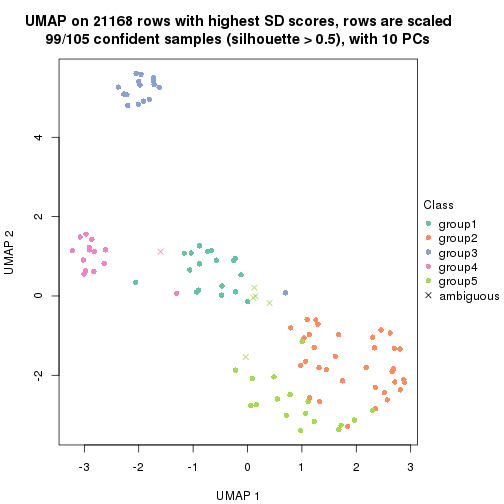 UMAP on 21168 rows with highest SD scores, rows are scaled
99/105 confident samples (silhouette > 0.5), with 10 PCs
UMAP 2
4
2
0
-2
-3 -2 -1 0 1 2 3
UMAP 1
Class
group1
group2
group3
group4
group5
ambiguous